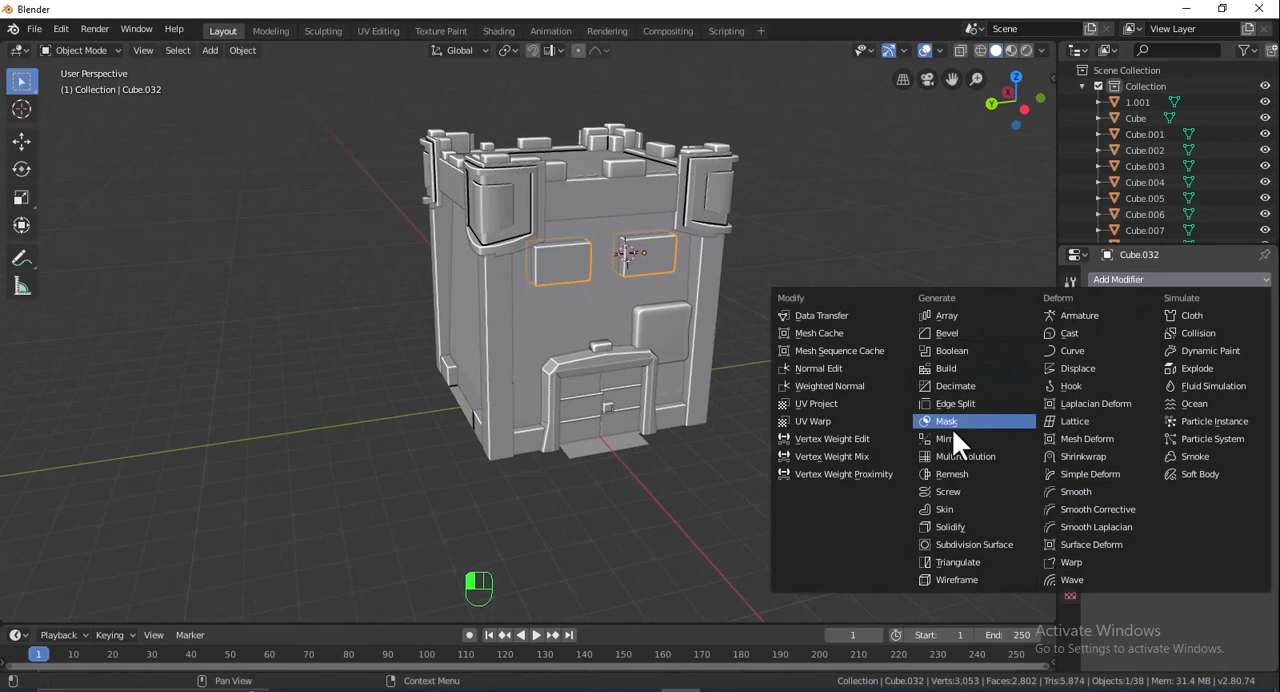 Blender
File Edit Render Window Help Layout Modeling Sculpting UV Editing Texture Paint Shading Animation Rendering Compositing Scripting Scene View Layer
Object Mode View Select Add Object Global
User Perspective
(1) Collection | Cube.032
Z
Y
X
Scene Collection
Collection
1.001
Cube
Cube.001
Cube.002
Cube.003
Cube.004
Cube.005
Cube.006
Cube.007
Cube.032
Add Modifier
Modify Generate Deform Simulate
Data Transfer Array Armature Cloth
Mesh Cache Bevel Cast Collision
Mesh Sequence Cache Boolean Curve Dynamic Paint
Normal Edit Build Displace Explode
Weighted Normal Decimate Hook Fluid Simulation
UV Project Edge Split Laplacian Deform Ocean
UV Warp Mask Lattice Particle Instance
Vertex Weight Edit Mesh Deform Particle System
Vertex Weight Mix Shrinkwrap Smoke
Vertex Weight Proximity Remesh Simple Deform Soft Body
Screw Smooth
Skin Smooth Corrective
Solidify Smooth Laplacian
Subdivision Surface Surface Deform
Triangulate Warp
Wireframe Wave
Playback Keying View Marker 1 Start: 1 End: 250
1 10 20 30 40 50 60 70 80 90 100 110 120 130 140 150 160 170 180 190 200 210 220 230 240 250
Activate Windows
Go to Settings to activate Windows.
Pan View Context Menu Collection | Cube.032 | Verts:3,053 | Faces:2,802 | Tris:5,874 | Objects:1/38 | Mem: 31.4 MB | v2.80.74